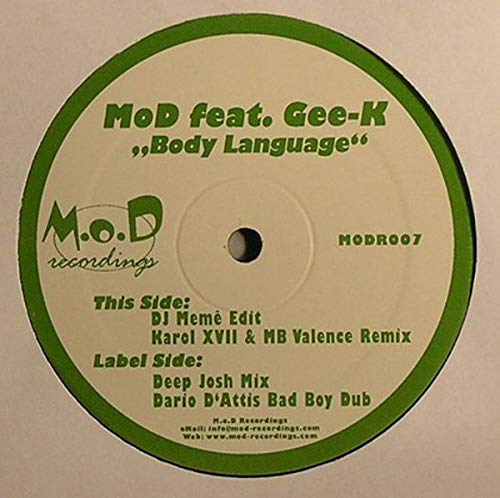 MoD feat. Gee-K
„Body Language“
M.o.D
recordings
MODR007
This Side:
DJ Memê Edit
Karol XVII & MB Valence Remix
Label Side:
Deep Josh Mix
Dario D'Attis Bad Boy Dub
M.o.D Recordings
eMail: info@mod-recordings.com
Web: www.mod-recordings.com